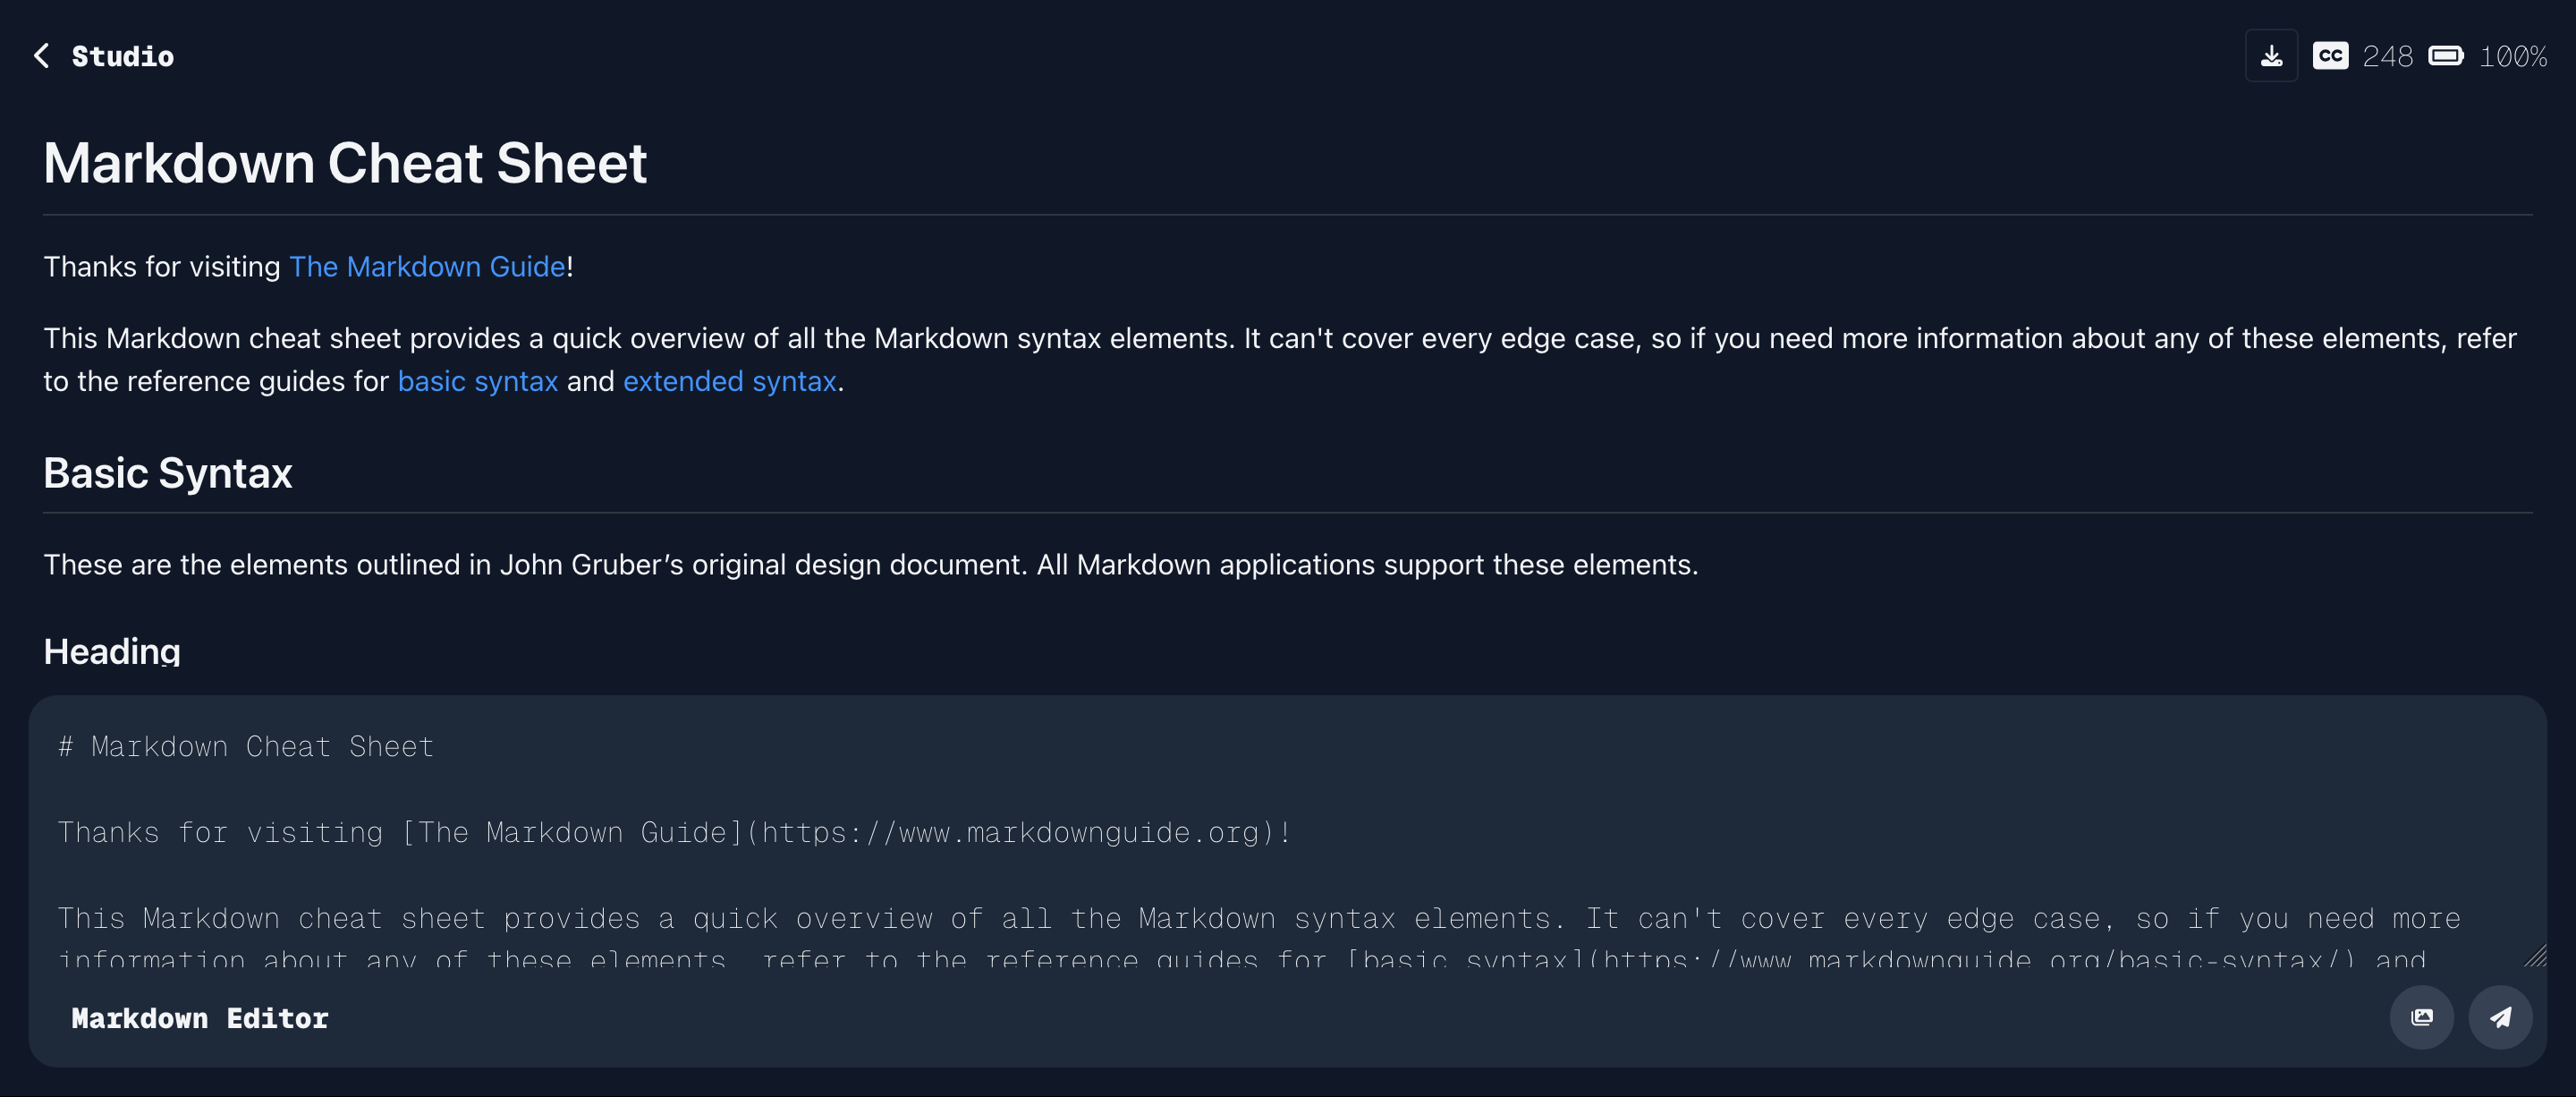 Studio
CC 248 100%
Markdown Cheat Sheet
Thanks for visiting The Markdown Guide!
This Markdown cheat sheet provides a quick overview of all the Markdown syntax elements. It can't cover every edge case, so if you need more information about any of these elements, refer
to the reference guides for basic syntax and extended syntax.
Basic Syntax
These are the elements outlined in John Gruber’s original design document. All Markdown applications support these elements.
Heading
# Markdown Cheat Sheet
Thanks for visiting [The Markdown Guide](https://www.markdownguide.org)!
This Markdown cheat sheet provides a quick overview of all the Markdown syntax elements. It can't cover every edge case, so if you need more
information about any of these elements, refer to the reference guides for [basic syntax](https://www.markdownguide.org/basic-syntax/) and
Markdown Editor